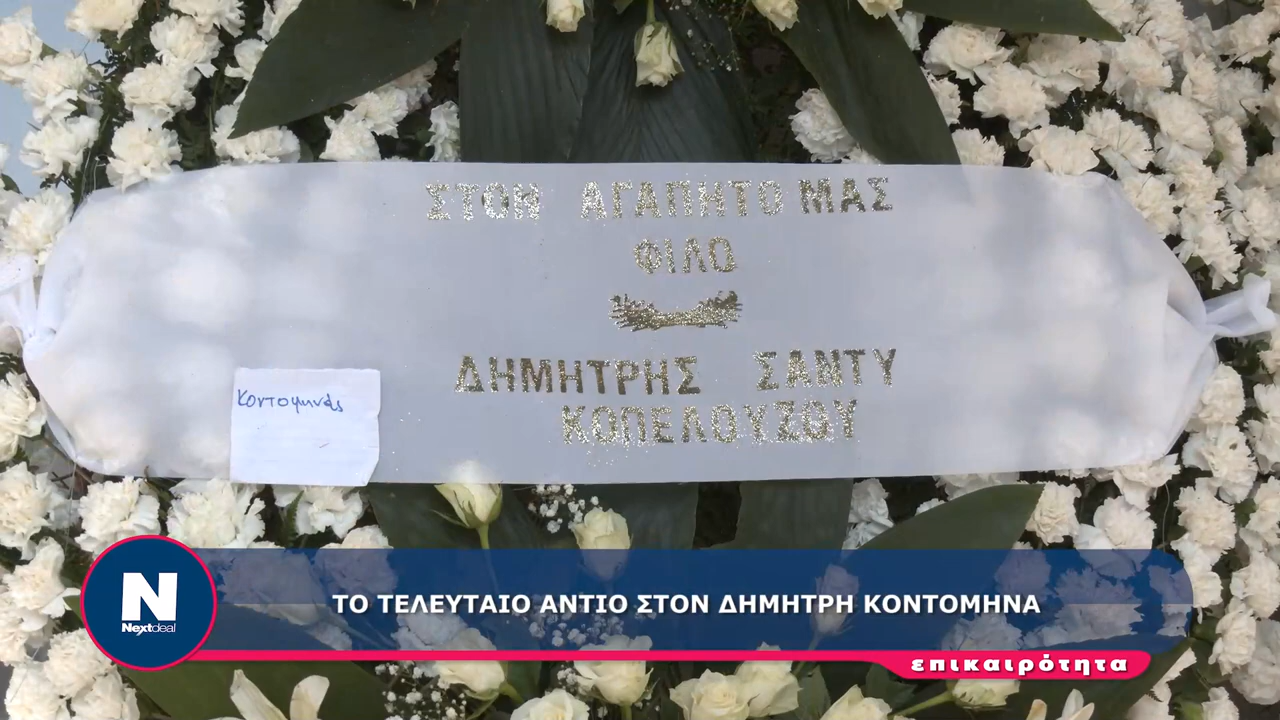 ΣΤΟΝ ΑΓΑΠΗΤΟ ΜΑΣ
ΦΙΛΟ
ΔΗΜΗΤΡΗΣ ΣΑΝΤΥ
ΚΟΠΕΛΟΥΖΟΥ
Κοντομηνάς
ΤΟ ΤΕΛΕΥΤΑΙΟ ΑΝΤΙΟ ΣΤΟΝ ΔΗΜΗΤΡΗ ΚΟΝΤΟΜΗΝΑ
N
Nextdeal
επικαιρότητα